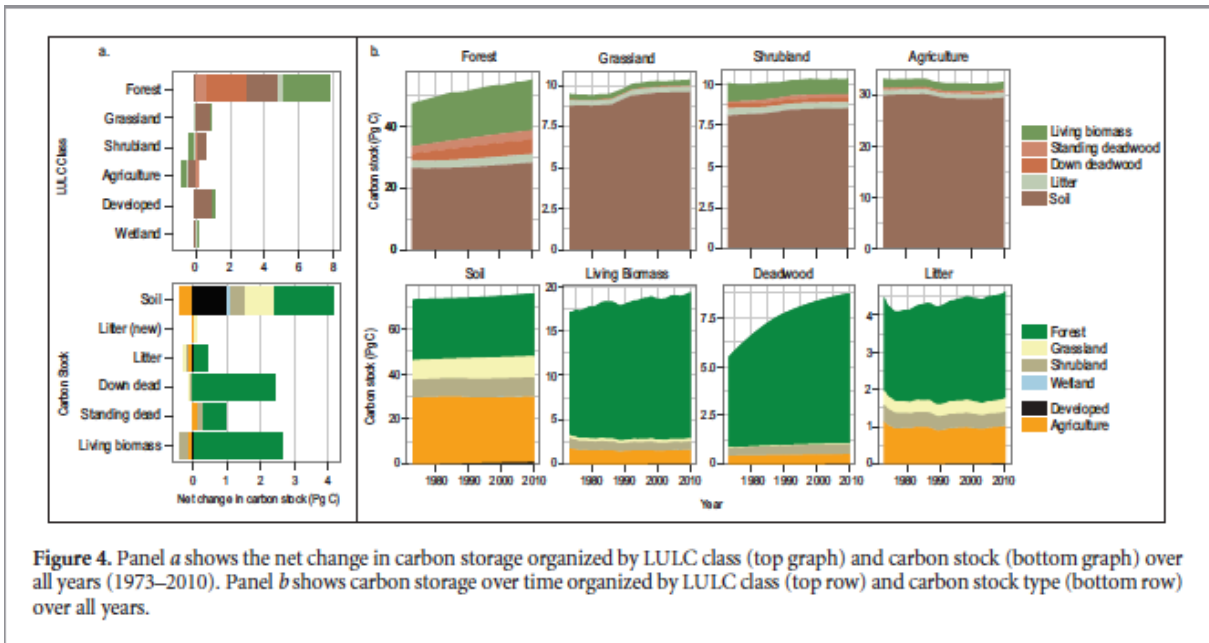 a.
LULC Class
Forest
Grassland
Shrubland
Agriculture
Developed
Wetland
0 2 4 6 8
Carbon Stock
Soil
Litter (new)
Litter
Down dead
Standing dead
Living biomass
0 1 2 3 4
Net change in carbon stock (Pg C)
b.
Forest Grassland Shrubland Agriculture
Carbon stock (Pg C)
40
20
0
10
7.5
5
2.5
0
10
7.5
5
2.5
0
30
20
10
0
Living biomass
Standing deadwood
Down deadwood
Litter
Soil
Soil Living Biomass Deadwood Litter
Carbon stock (Pg C)
60
40
20
0
20
15
10
5
0
7.5
5.0
2.5
0
4
3
2
1
0
1980 1990 2000 2010 1980 1990 2000 2010 1980 1990 2000 2010 1980 1990 2000 2010
Year
Forest
Grassland
Shrubland
Wetland
Developed
Agriculture
Figure 4. Panel a shows the net change in carbon storage organized by LULC class (top graph) and carbon stock (bottom graph) over
all years (1973–2010). Panel b shows carbon storage over time organized by LULC class (top row) and carbon stock type (bottom row)
over all years.